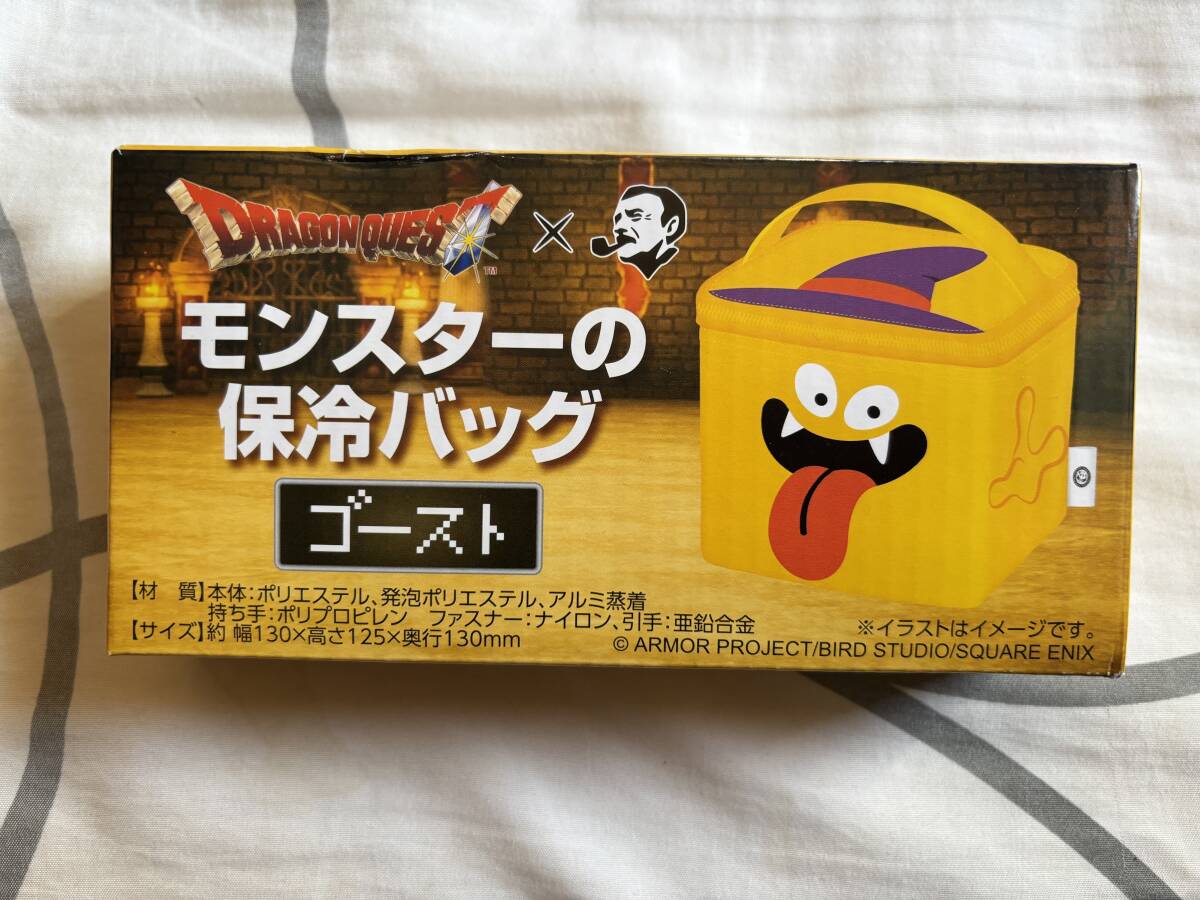 DRAGON QUEST
TM
×
モンスターの
保冷バッグ
ゴースト
【材　質】本体：ポリエステル、発泡ポリエステル、アルミ蒸着
持ち手：ポリプロピレン　ファスナー：ナイロン、引手：亜鉛合金
【サイズ】約 幅130×高さ125×奥行130mm
※イラストはイメージです。
© ARMOR PROJECT/BIRD STUDIO/SQUARE ENIX